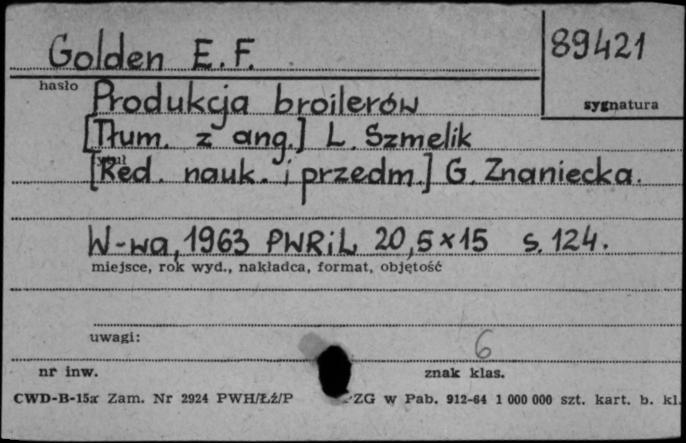 Golden E. F.
89421
hasło
sygnatura
Produkcja broilerów
[Tłum. z ang.] L. Szmelik
tytuł
[Red. nauk. i przedm.] G. Znaniecka.
W-wa, 1963 PWRiL 20,5×15 s. 124.
miejsce, rok wyd., nakładca, format, objętość
uwagi:
6
nr inw.
znak klas.
CWD-B-15a Zam. Nr 2924 PWH/Łź/P ZG w Pab. 912-64 1 000 000 szt. kart. b. kl.